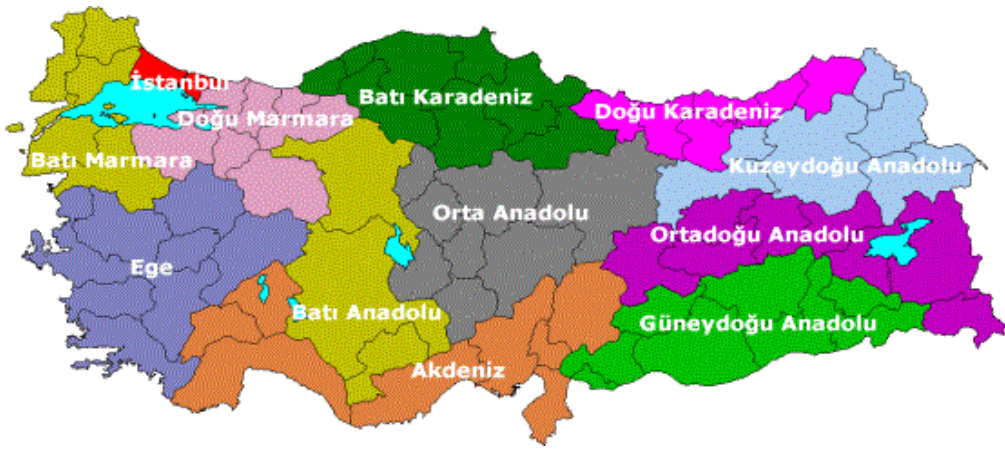 İstanbul
Batı Karadeniz
Doğu Karadeniz
Doğu Marmara
Batı Marmara
Kuzeydoğu Anadolu
Orta Anadolu
Ortadoğu Anadolu
Ege
Batı Anadolu
Güneydoğu Anadolu
Akdeniz